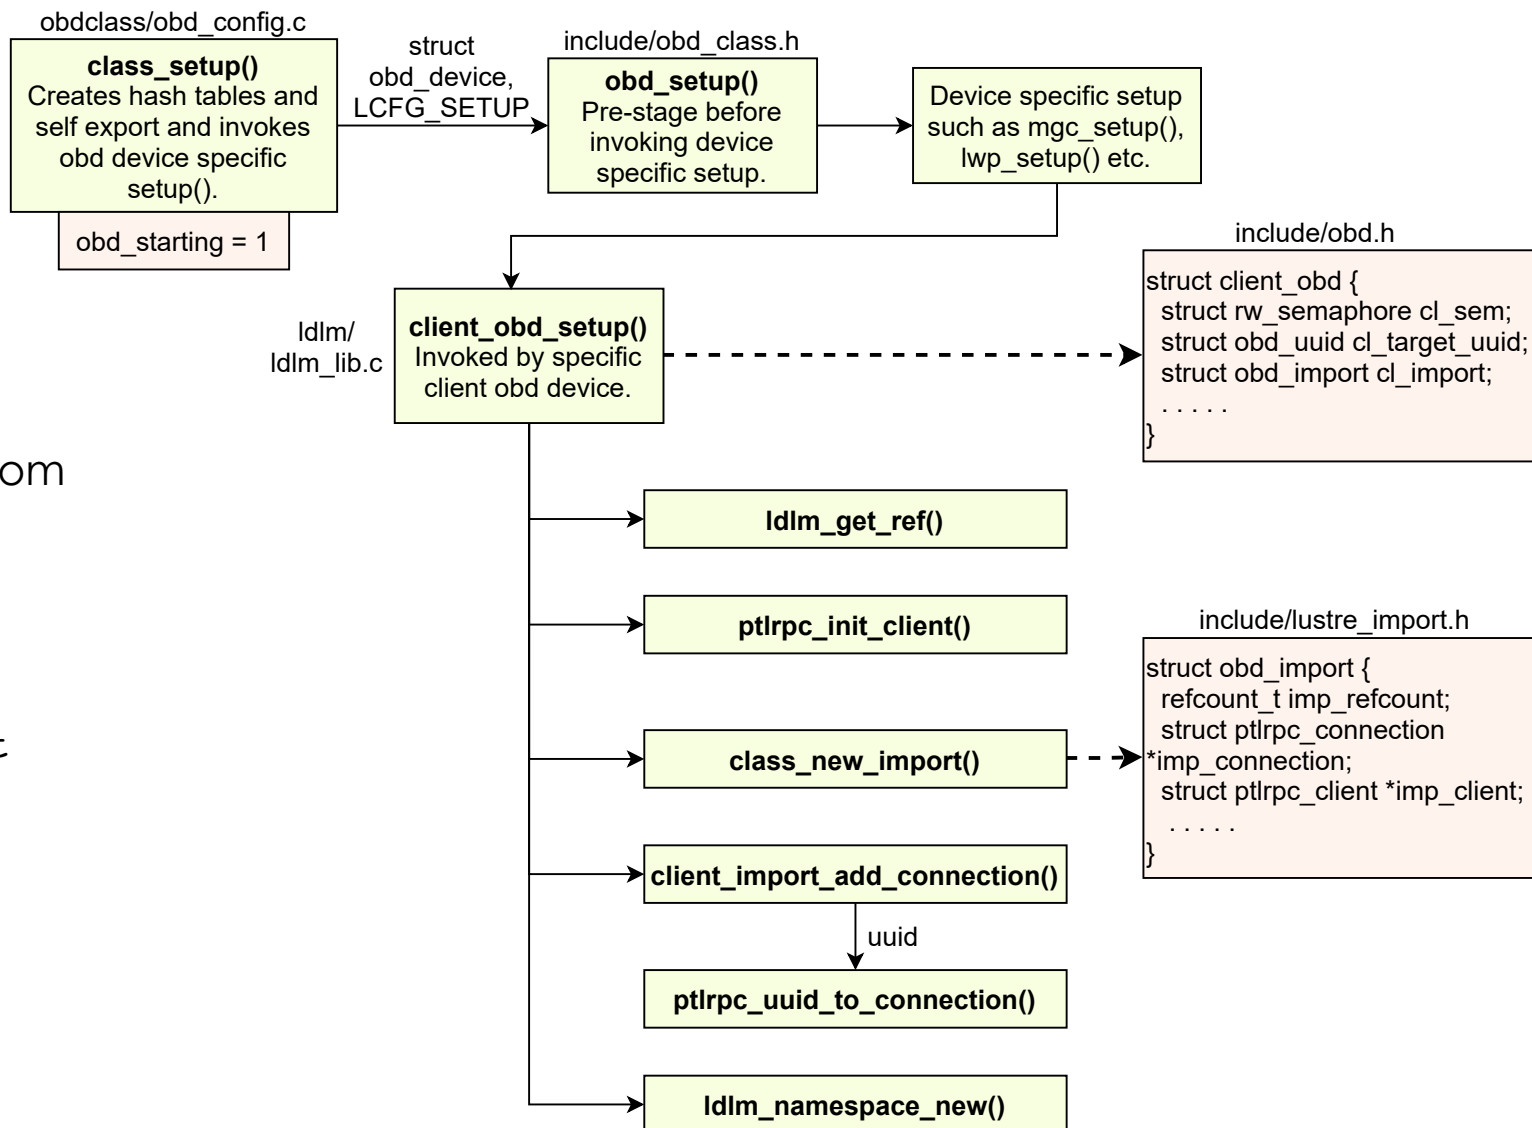 obdclass/obd_config.c
class_setup()
Creates hash tables and
self export and invokes
obd device specific
setup().
obd_starting = 1
struct
obd_device,
LCFG_SETUP
include/obd_class.h
obd_setup()
Pre-stage before
invoking device
specific setup.
Device specific setup
such as mgc_setup(),
lwp_setup() etc.
ldlm/
ldlm_lib.c
client_obd_setup()
Invoked by specific
client obd device.
include/obd.h
struct client_obd {
struct rw_semaphore cl_sem;
struct obd_uuid cl_target_uuid;
struct obd_import cl_import;
. . . . .
}
om
ldlm_get_ref()
ptlrpc_init_client()
t
class_new_import()
include/lustre_import.h
struct obd_import {
refcount_t imp_refcount;
struct ptlrpc_connection
*imp_connection;
struct ptlrpc_client *imp_client;
. . . . .
}
client_import_add_connection()
uuid
ptlrpc_uuid_to_connection()
ldlm_namespace_new()